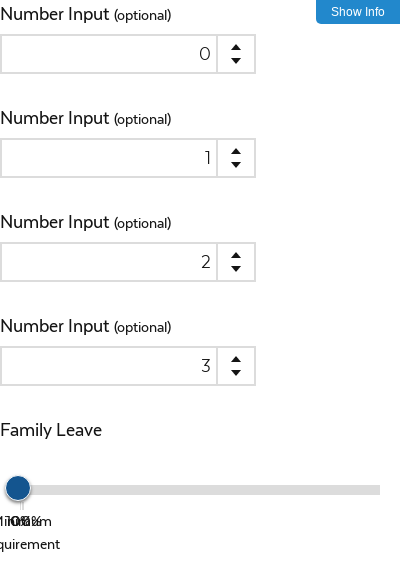 Number Input (optional)
Show Info
0
Number Input (optional)
1
Number Input (optional)
2
Number Input (optional)
3
Family Leave